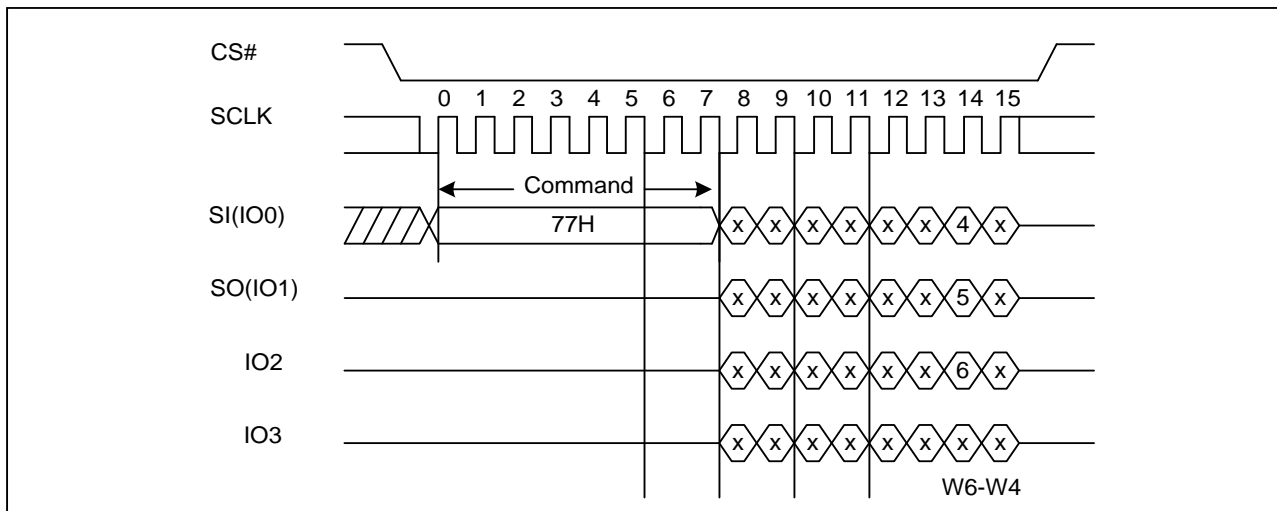 CS#
0 1 2 3 4 5 6 7 8 9 10 11 12 13 14 15
SCLK
Command
SI(IO0) 77H x x x x x x 4 x
SO(IO1) x x x x x x 5 x
IO2 x x x x x x 6 x
IO3 x x x x x x x x
W6-W4